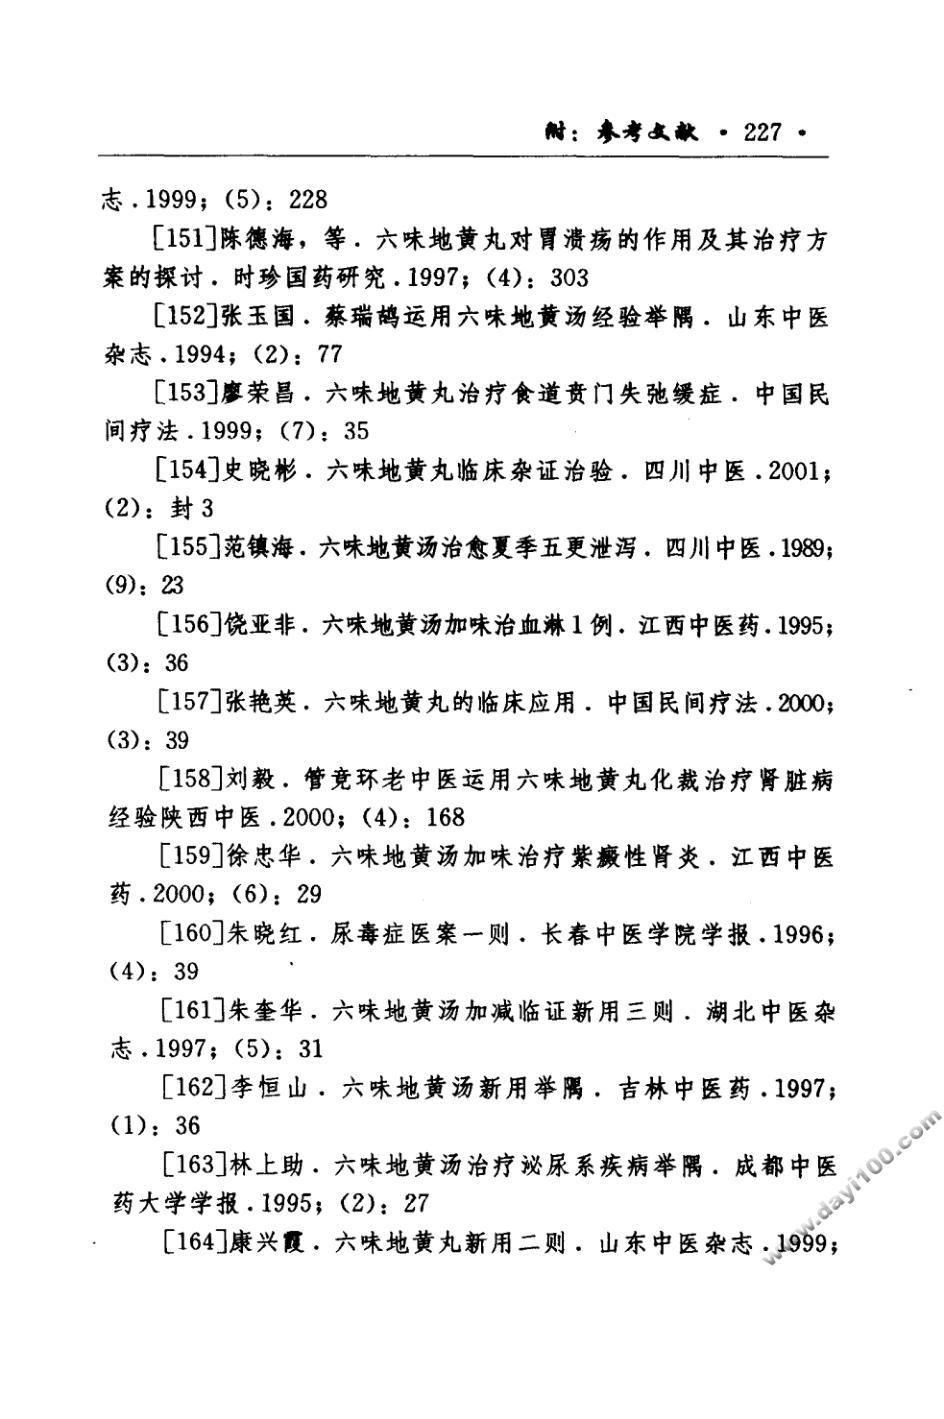 附：参考文献 · 227 ·
志．1999；（5）：228
［151］陈德海，等．六味地黄丸对胃溃疡的作用及其治疗方
案的探讨．时珍国药研究．1997；（4）：303
［152］张玉国．蔡瑞鸪运用六味地黄汤经验举隅．山东中医
杂志．1994；（2）：77
［153］廖荣昌．六味地黄丸治疗食道贲门失弛缓症．中国民
间疗法．1999；（7）：35
［154］史晓彬．六味地黄丸临床杂证治验．四川中医．2001；
（2）：封3
［155］范镇海．六味地黄汤治愈夏季五更泄泻．四川中医．1989；
（9）：23
［156］饶亚非．六味地黄汤加味治血淋1例．江西中医药．1995；
（3）：36
［157］张艳英．六味地黄丸的临床应用．中国民间疗法．2000；
（3）：39
［158］刘毅．管竞环老中医运用六味地黄丸化裁治疗肾脏病
经验陕西中医．2000；（4）：168
［159］徐忠华．六味地黄汤加味治疗紫癜性肾炎．江西中医
药．2000；（6）：29
［160］朱晓红．尿毒症医案一则．长春中医学院学报．1996；
（4）：39
［161］朱奎华．六味地黄汤加减临证新用三则．湖北中医杂
志．1997；（5）：31
［162］李恒山．六味地黄汤新用举隅．吉林中医药．1997；
（1）：36
［163］林上助．六味地黄汤治疗泌尿系疾病举隅．成都中医
药大学学报．1995；（2）：27
［164］康兴霞．六味地黄丸新用二则．山东中医杂志．1999；
www.dayi100.com